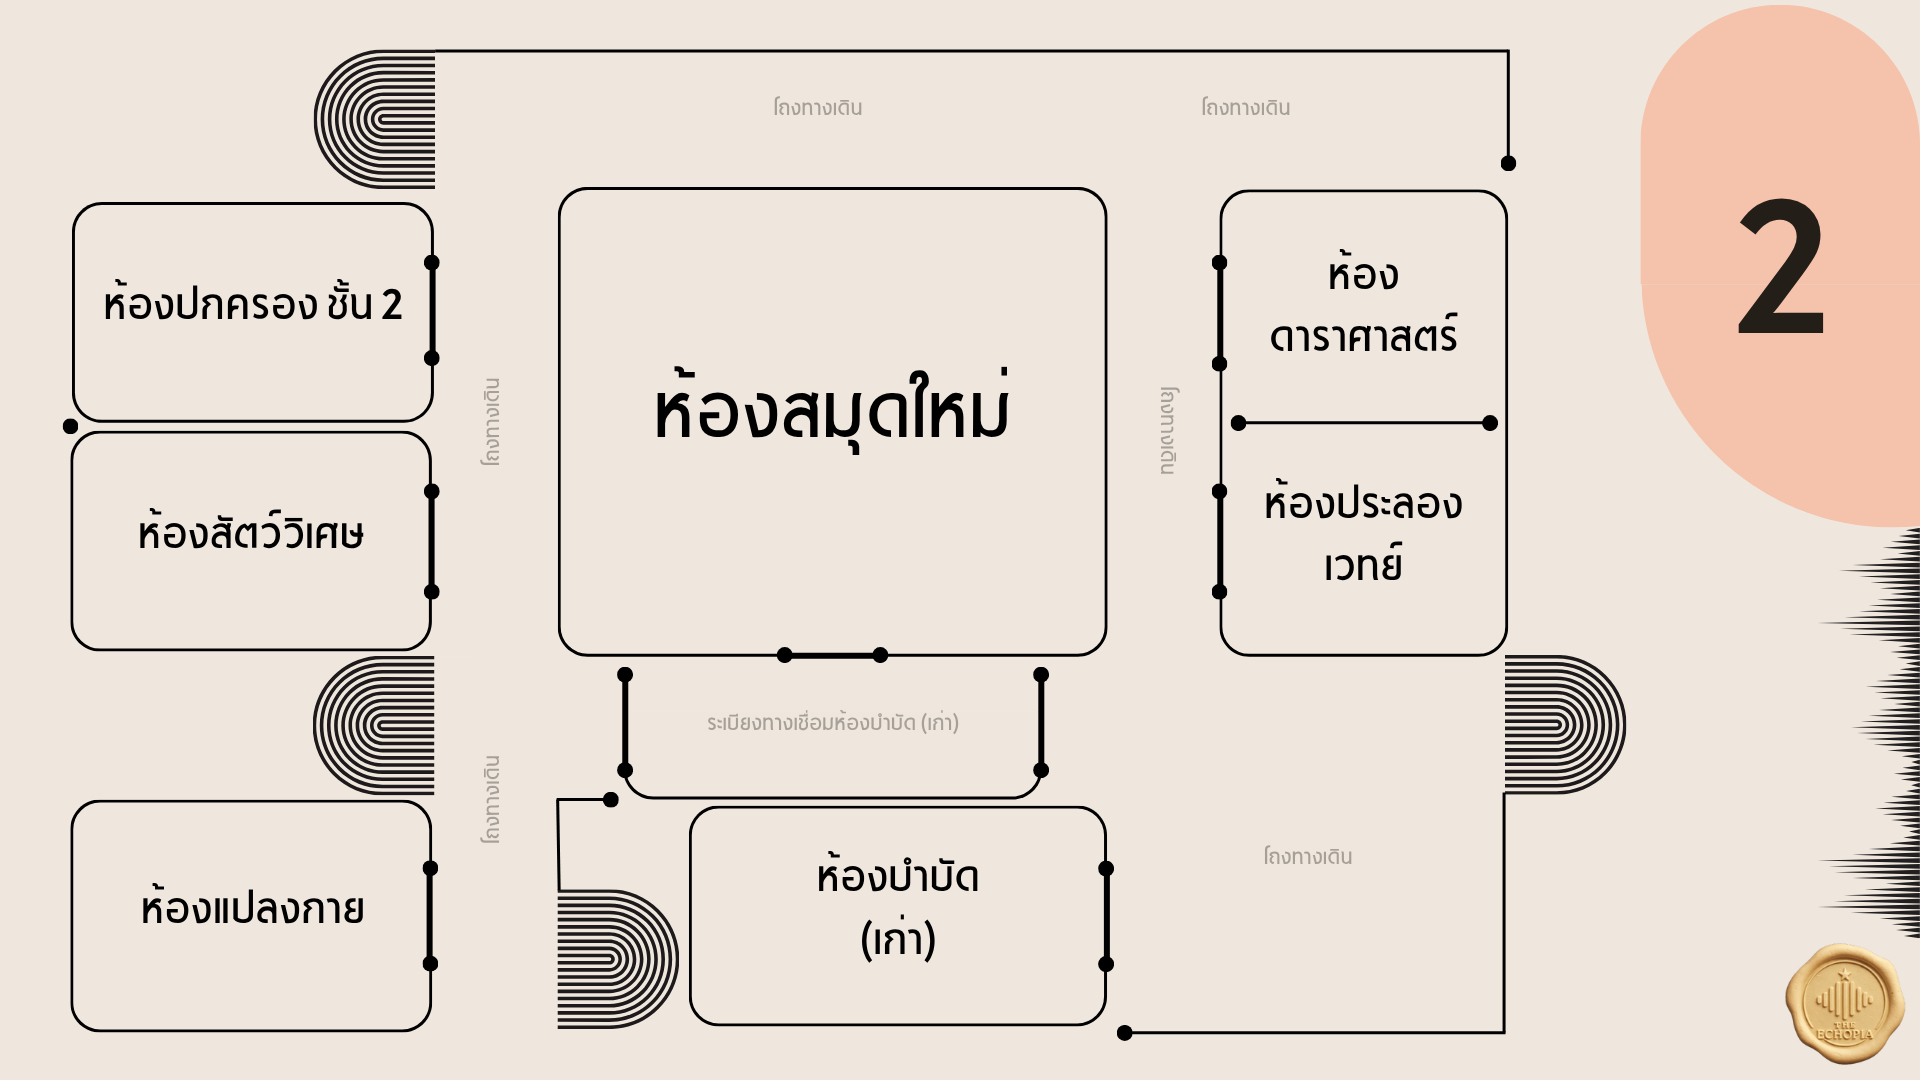 โถงทางเดิน
โถงทางเดิน
2
ห้องปกครอง ชั้น 2
ห้องสมุดใหม่
ห้อง
ดาราศาสตร์
โถงทางเดิน
โถงทางเดิน
ห้องสัตว์วิเศษ
ห้องประลอง
เวทย์
ระเบียงทางเชื่อมห้องบำบัด (เก่า)
โถงทางเดิน
โถงทางเดิน
ห้องแปลงกาย
ห้องบำบัด
(เก่า)
THE
ECHOPIA